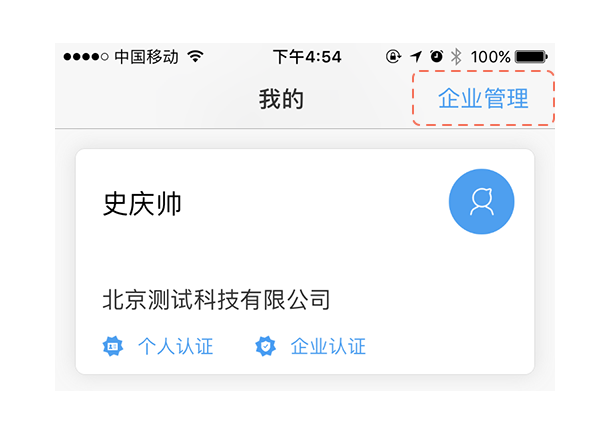 中国移动 下午4:54 100%
我的 企业管理
史庆帅
北京测试科技有限公司
个人认证 企业认证